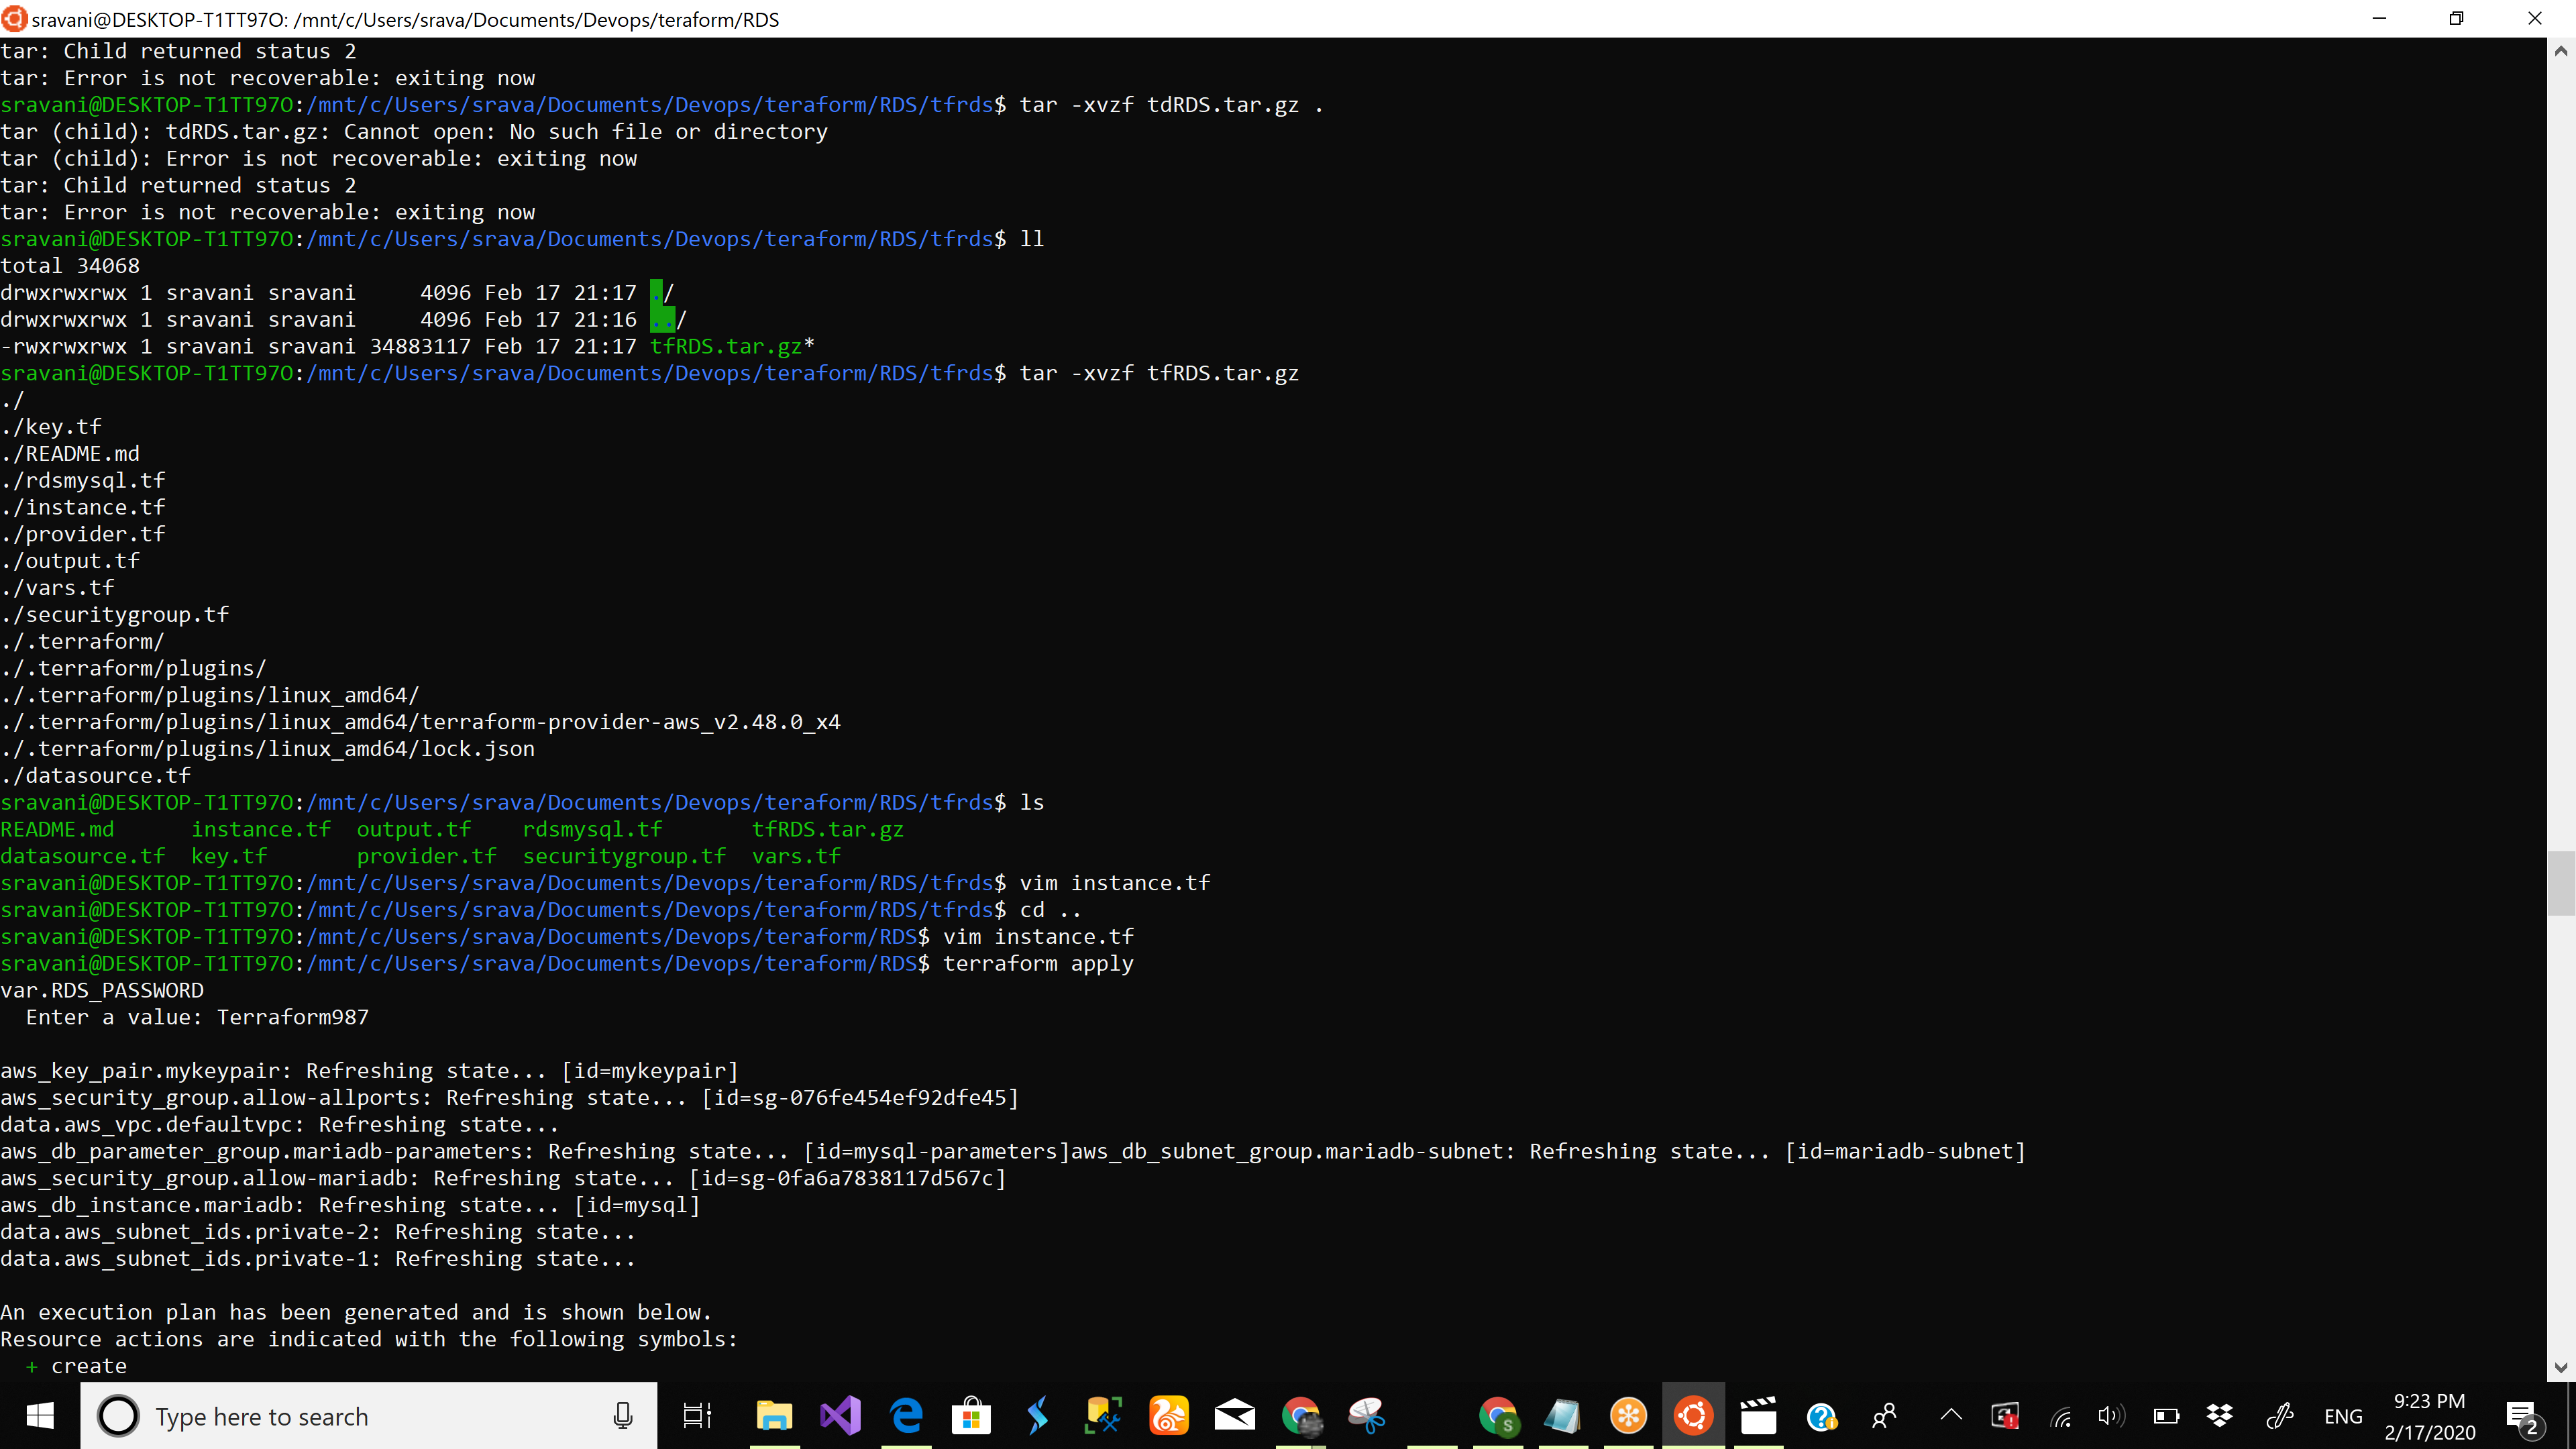 sravani@DESKTOP-T1TT97O: /mnt/c/Users/srava/Documents/Devops/teraform/RDS
tar: Child returned status 2
tar: Error is not recoverable: exiting now
sravani@DESKTOP-T1TT97O:/mnt/c/Users/srava/Documents/Devops/teraform/RDS/tfrds$ tar -xvzf tdRDS.tar.gz .
tar (child): tdRDS.tar.gz: Cannot open: No such file or directory
tar (child): Error is not recoverable: exiting now
tar: Child returned status 2
tar: Error is not recoverable: exiting now
sravani@DESKTOP-T1TT97O:/mnt/c/Users/srava/Documents/Devops/teraform/RDS/tfrds$ ll
total 34068
drwxrwxrwx 1 sravani sravani     4096 Feb 17 21:17 ./
drwxrwxrwx 1 sravani sravani     4096 Feb 17 21:16 ../
-rwxrwxrwx 1 sravani sravani 34883117 Feb 17 21:17 tfRDS.tar.gz*
sravani@DESKTOP-T1TT97O:/mnt/c/Users/srava/Documents/Devops/teraform/RDS/tfrds$ tar -xvzf tfRDS.tar.gz
./
./key.tf
./README.md
./rdsmysql.tf
./instance.tf
./provider.tf
./output.tf
./vars.tf
./securitygroup.tf
./.terraform/
./.terraform/plugins/
./.terraform/plugins/linux_amd64/
./.terraform/plugins/linux_amd64/terraform-provider-aws_v2.48.0_x4
./.terraform/plugins/linux_amd64/lock.json
./datasource.tf
sravani@DESKTOP-T1TT97O:/mnt/c/Users/srava/Documents/Devops/teraform/RDS/tfrds$ ls
README.md      instance.tf  output.tf    rdsmysql.tf       tfRDS.tar.gz
datasource.tf  key.tf       provider.tf  securitygroup.tf  vars.tf
sravani@DESKTOP-T1TT97O:/mnt/c/Users/srava/Documents/Devops/teraform/RDS/tfrds$ vim instance.tf
sravani@DESKTOP-T1TT97O:/mnt/c/Users/srava/Documents/Devops/teraform/RDS/tfrds$ cd ..
sravani@DESKTOP-T1TT97O:/mnt/c/Users/srava/Documents/Devops/teraform/RDS$ vim instance.tf
sravani@DESKTOP-T1TT97O:/mnt/c/Users/srava/Documents/Devops/teraform/RDS$ terraform apply
var.RDS_PASSWORD
  Enter a value: Terraform987
aws_key_pair.mykeypair: Refreshing state... [id=mykeypair]
aws_security_group.allow-allports: Refreshing state... [id=sg-076fe454ef92dfe45]
data.aws_vpc.defaultvpc: Refreshing state...
aws_db_parameter_group.mariadb-parameters: Refreshing state... [id=mysql-parameters]aws_db_subnet_group.mariadb-subnet: Refreshing state... [id=mariadb-subnet]
aws_security_group.allow-mariadb: Refreshing state... [id=sg-0fa6a7838117d567c]
aws_db_instance.mariadb: Refreshing state... [id=mysql]
data.aws_subnet_ids.private-2: Refreshing state...
data.aws_subnet_ids.private-1: Refreshing state...
An execution plan has been generated and is shown below.
Resource actions are indicated with the following symbols:
  + create
Type here to search
S
ENG
9:23 PM
2/17/2020
2